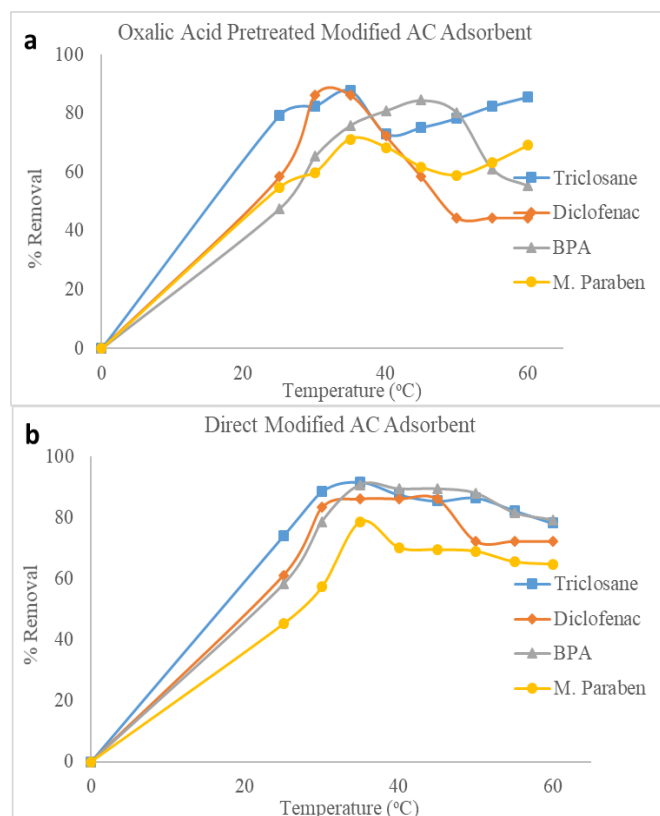 a
Oxalic Acid Pretreated Modified AC Adsorbent
100
80
60
40
20
0
% Removal
0 20 40 60
Temperature (°C)
Triclosane
Diclofenac
BPA
M. Paraben
b
Direct Modified AC Adsorbent
100
80
60
40
20
0
% Removal
0 20 40 60
Temperature (°C)
Triclosane
Diclofenac
BPA
M. Paraben